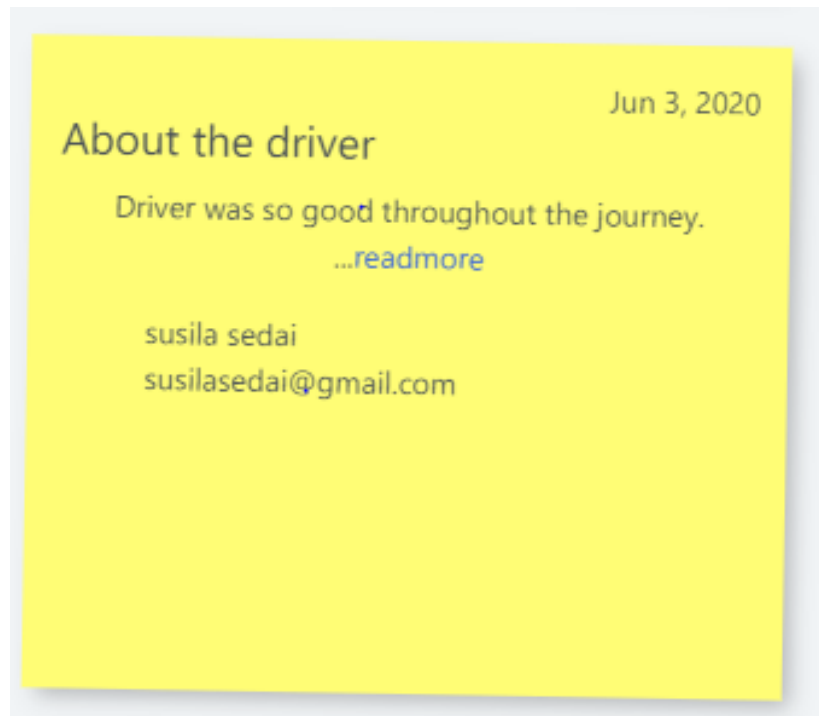 Jun 3, 2020
About the driver
Driver was so good throughout the journey.
...readmore
susila sedai
susilasedai@gmail.com